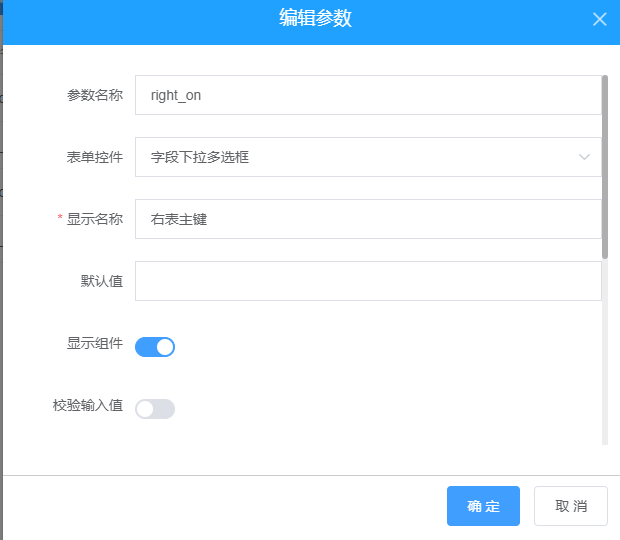 编辑参数
参数名称 right_on
表单控件 字段下拉多选框
* 显示名称 右表主键
默认值
显示组件
校验输入值
确 定 取 消